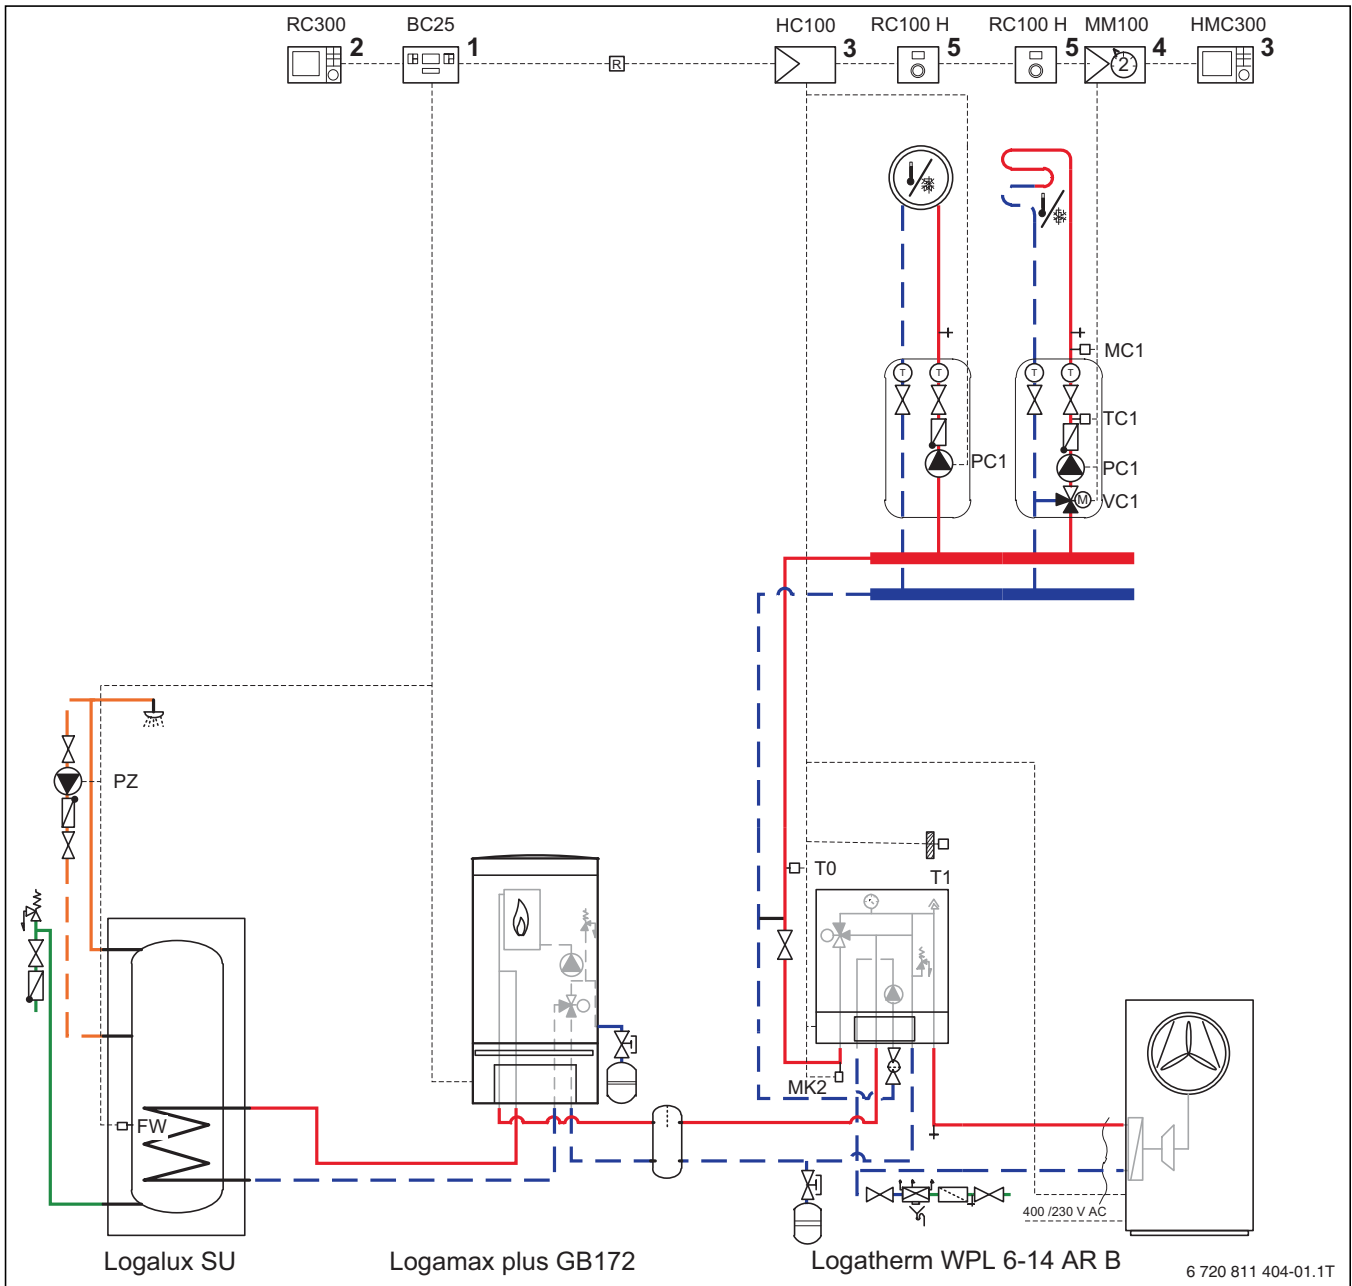 RC300 BC25 HC100 RC100 H RC100 H MM100 HMC300
2 1 R 3 5 5 2 4 3
MC1
T T T T
TC1
PC1 PC1
M VC1
PZ
T0 T1
MK2
FW
400 /230 V AC
Logalux SU Logamax plus GB172 Logatherm WPL 6-14 AR B
6 720 811 404-01.1T